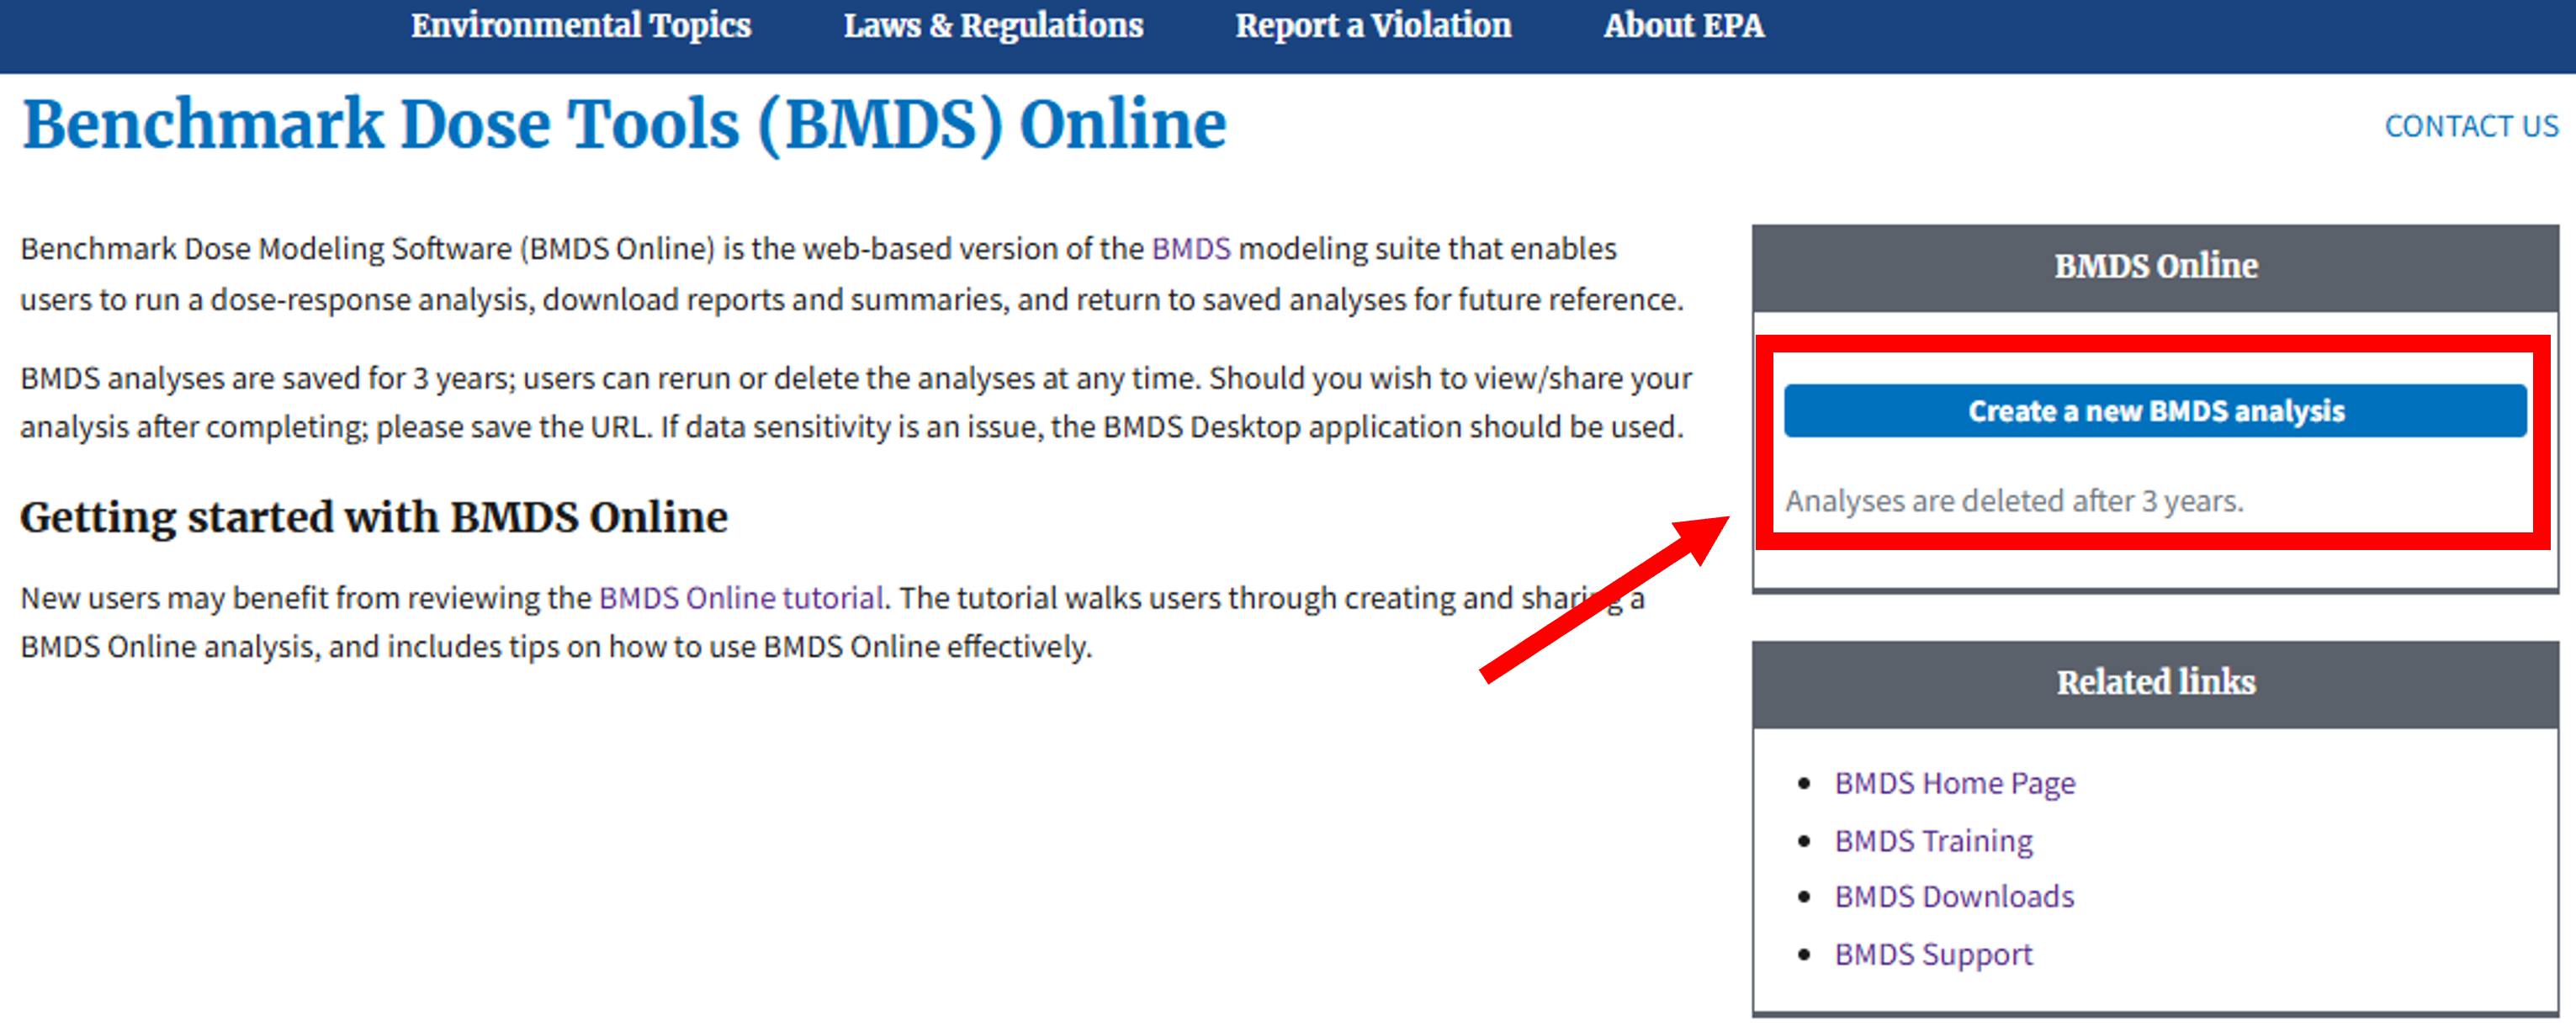 Environmental Topics Laws & Regulations Report a Violation About EPA
Benchmark Dose Tools (BMDS) Online
CONTACT US
Benchmark Dose Modeling Software (BMDS Online) is the web-based version of the BMDS modeling suite that enables
users to run a dose-response analysis, download reports and summaries, and return to saved analyses for future reference.
BMDS analyses are saved for 3 years; users can rerun or delete the analyses at any time. Should you wish to view/share your
analysis after completing; please save the URL. If data sensitivity is an issue, the BMDS Desktop application should be used.
Getting started with BMDS Online
New users may benefit from reviewing the BMDS Online tutorial. The tutorial walks users through creating and sharing a
BMDS Online analysis, and includes tips on how to use BMDS Online effectively.
BMDS Online
Create a new BMDS analysis
Analyses are deleted after 3 years.
Related links
BMDS Home Page
BMDS Training
BMDS Downloads
BMDS Support